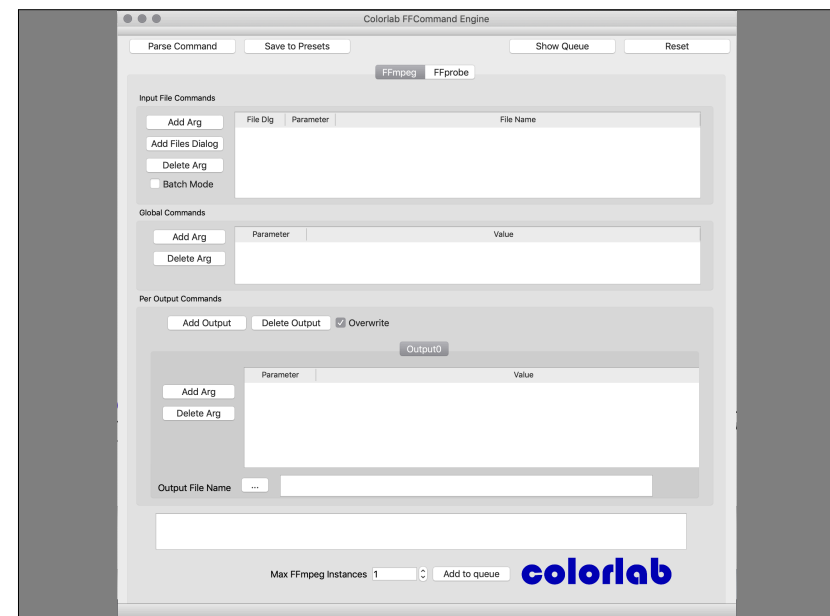 Colorlab FFCommand Engine
Parse Command Save to Presets Show Queue Reset
FFmpeg FFprobe
Input File Commands
Add Arg File Dlg Parameter File Name
Add Files Dialog
Delete Arg
Batch Mode
Global Commands
Add Arg Parameter Value
Delete Arg
Per Output Commands
Add Output Delete Output Overwrite
Output0
Parameter Value
Add Arg
Delete Arg
Output File Name ...
Max FFmpeg Instances 1 Add to queue colorlab